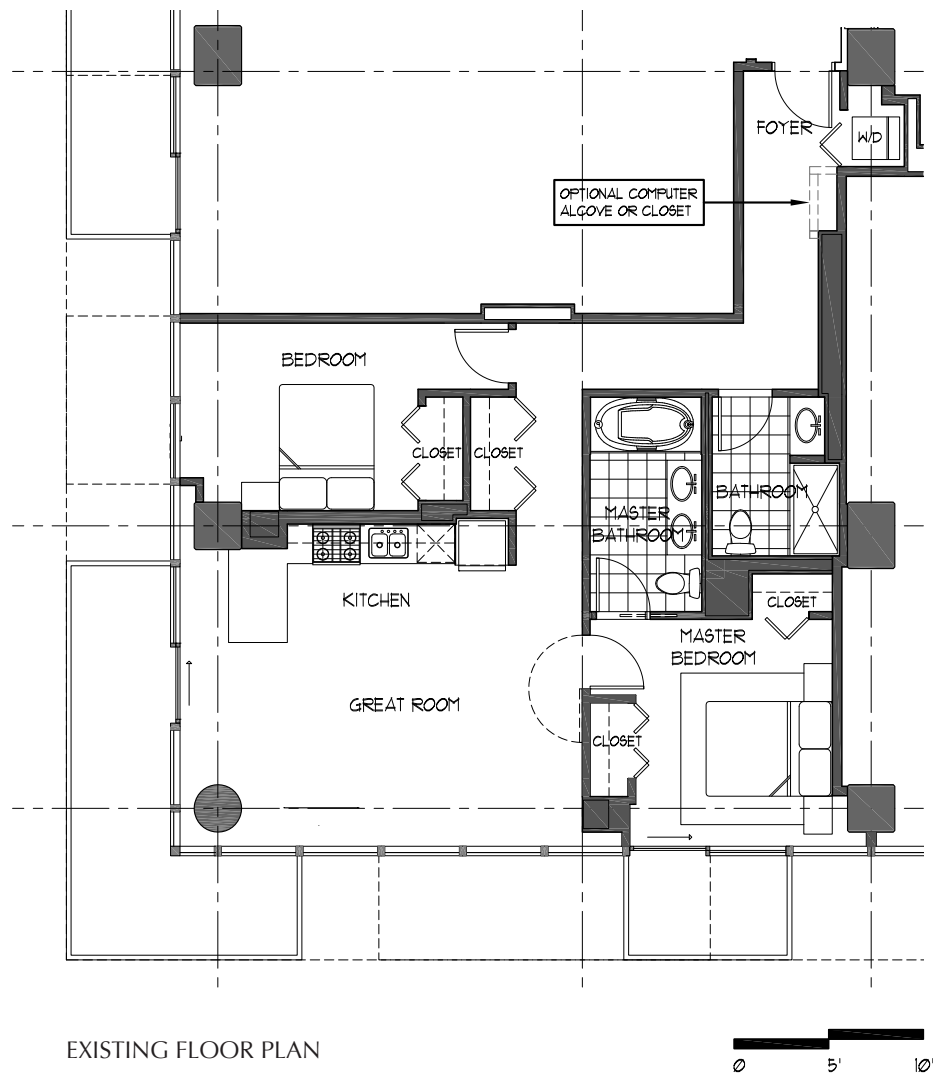 FOYER
W/D
OPTIONAL COMPUTER
ALCOVE OR CLOSET
BEDROOM
CLOSET
CLOSET
BATHROOM
MASTER
BATHROOM
KITCHEN
CLOSET
MASTER
BEDROOM
GREAT ROOM
CLOSET
EXISTING FLOOR PLAN
0 5' 10'